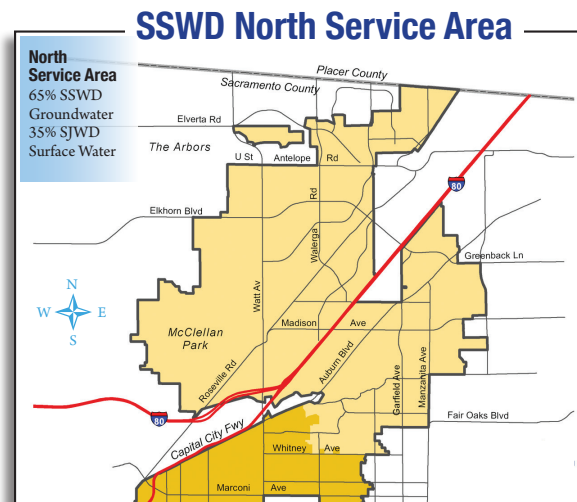 SSWD North Service Area
North
Service Area
65% SSWD
Groundwater
35% SJWD
Surface Water
Placer County
Sacramento County
Elverta Rd
The Arbors
U St
Antelope Rd
Elkhorn Blvd
Walerga Rd
80
Greenback Ln
N
W E
S
Watt Av
Madison Ave
McClellan
Park
Roseville Rd
Auburn Blvd
Garfield Ave
Manzanita Ave
80
Capital City Fwy
Fair Oaks Blvd
Whitney Ave
Marconi Ave